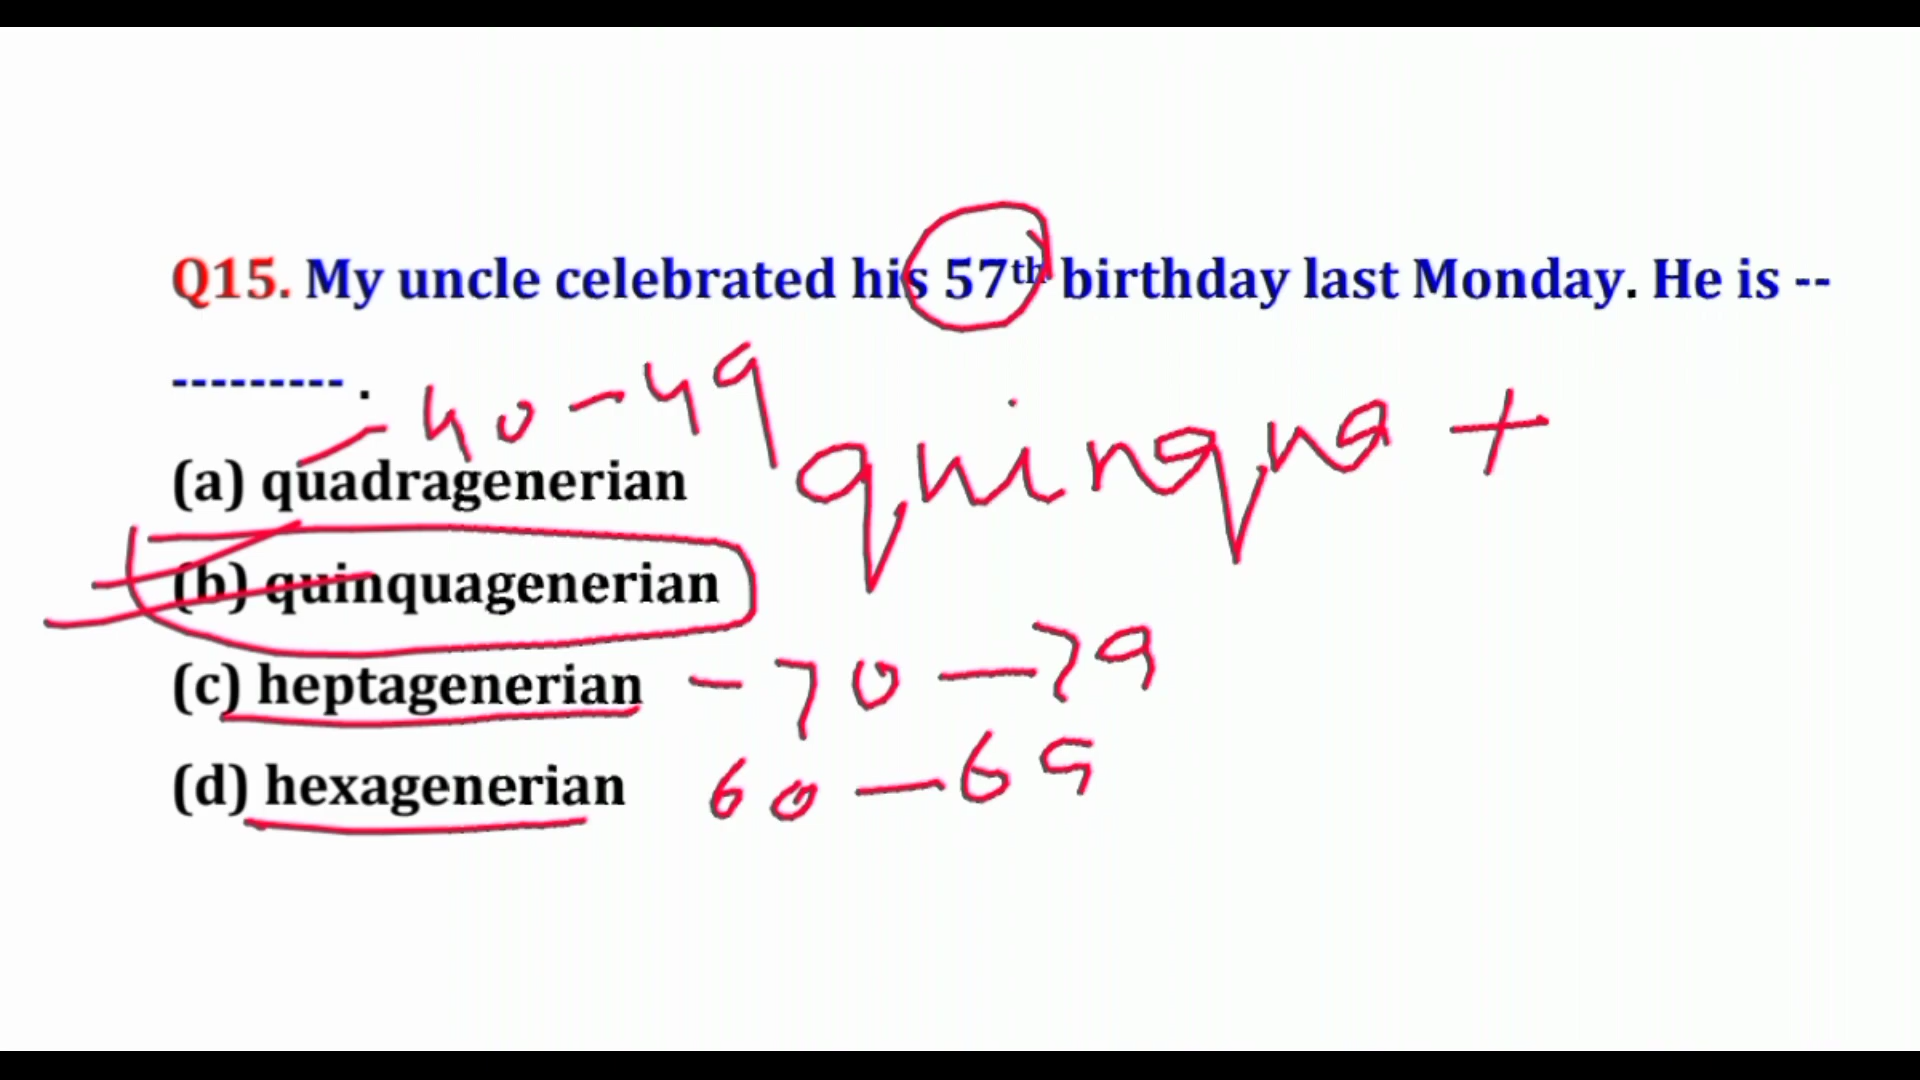 Q15. My uncle celebrated his 57th birthday last Monday. He is --
--------- .
40-49
(a) quadragenerian
quinqua +
(b) quinquagenerian
(c) heptagenerian - 70-79
(d) hexagenerian 60-69